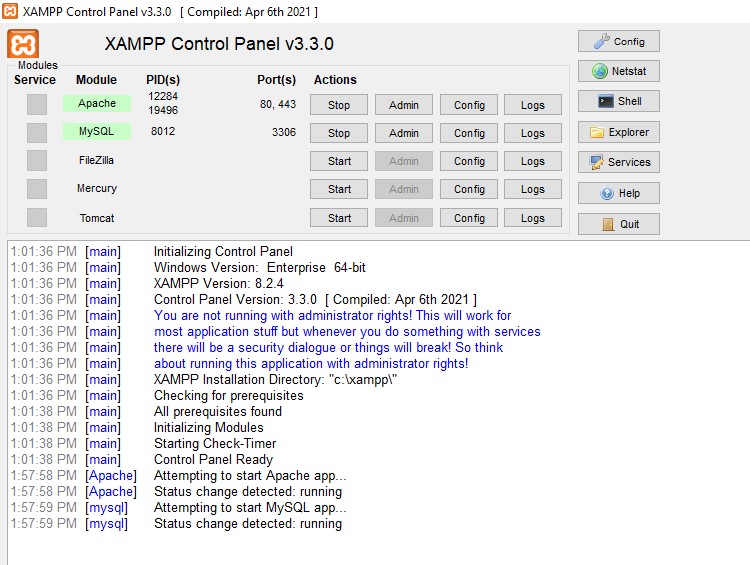 XAMPP Control Panel v3.3.0 [ Compiled: Apr 6th 2021 ]
XAMPP Control Panel v3.3.0
Config
Modules
Service Module PID(s) Port(s) Actions
Netstat
Apache 12284 19496 80, 443 Stop Admin Config Logs
Shell
MySQL 8012 3306 Stop Admin Config Logs
Explorer
FileZilla Start Admin Config Logs
Services
Mercury Start Admin Config Logs
Help
Tomcat Start Admin Config Logs
Quit
1:01:36 PM [main] Initializing Control Panel
1:01:36 PM [main] Windows Version: Enterprise 64-bit
1:01:36 PM [main] XAMPP Version: 8.2.4
1:01:36 PM [main] Control Panel Version: 3.3.0 [ Compiled: Apr 6th 2021 ]
1:01:36 PM [main] You are not running with administrator rights! This will work for
1:01:36 PM [main] most application stuff but whenever you do something with services
1:01:36 PM [main] there will be a security dialogue or things will break! So think
1:01:36 PM [main] about running this application with administrator rights!
1:01:36 PM [main] XAMPP Installation Directory: "c:\xampp\"
1:01:36 PM [main] Checking for prerequisites
1:01:38 PM [main] All prerequisites found
1:01:38 PM [main] Initializing Modules
1:01:38 PM [main] Starting Check-Timer
1:01:38 PM [main] Control Panel Ready
1:57:58 PM [Apache] Attempting to start Apache app...
1:57:58 PM [Apache] Status change detected: running
1:57:59 PM [mysql] Attempting to start MySQL app...
1:57:59 PM [mysql] Status change detected: running